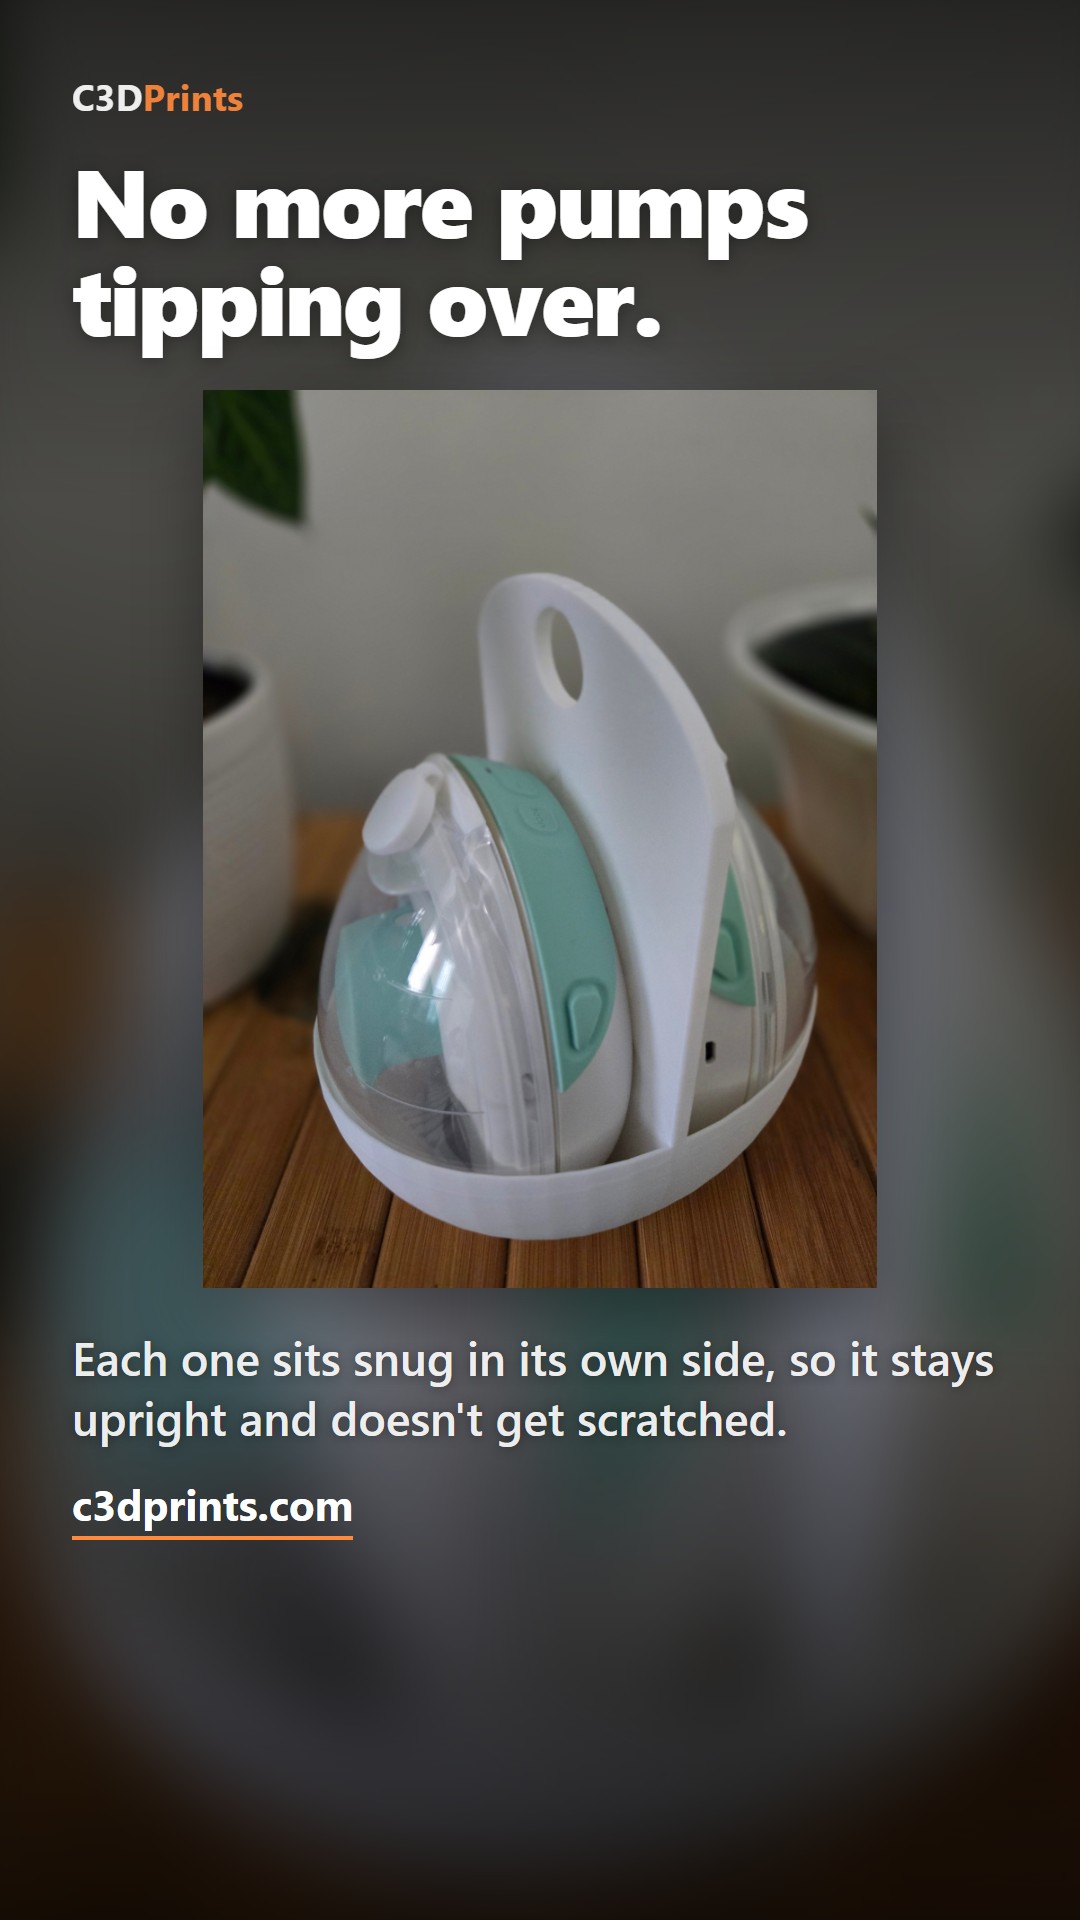 C3DPrints
No more pumps
tipping over.
Each one sits snug in its own side, so it stays
upright and doesn't get scratched.
c3dprints.com